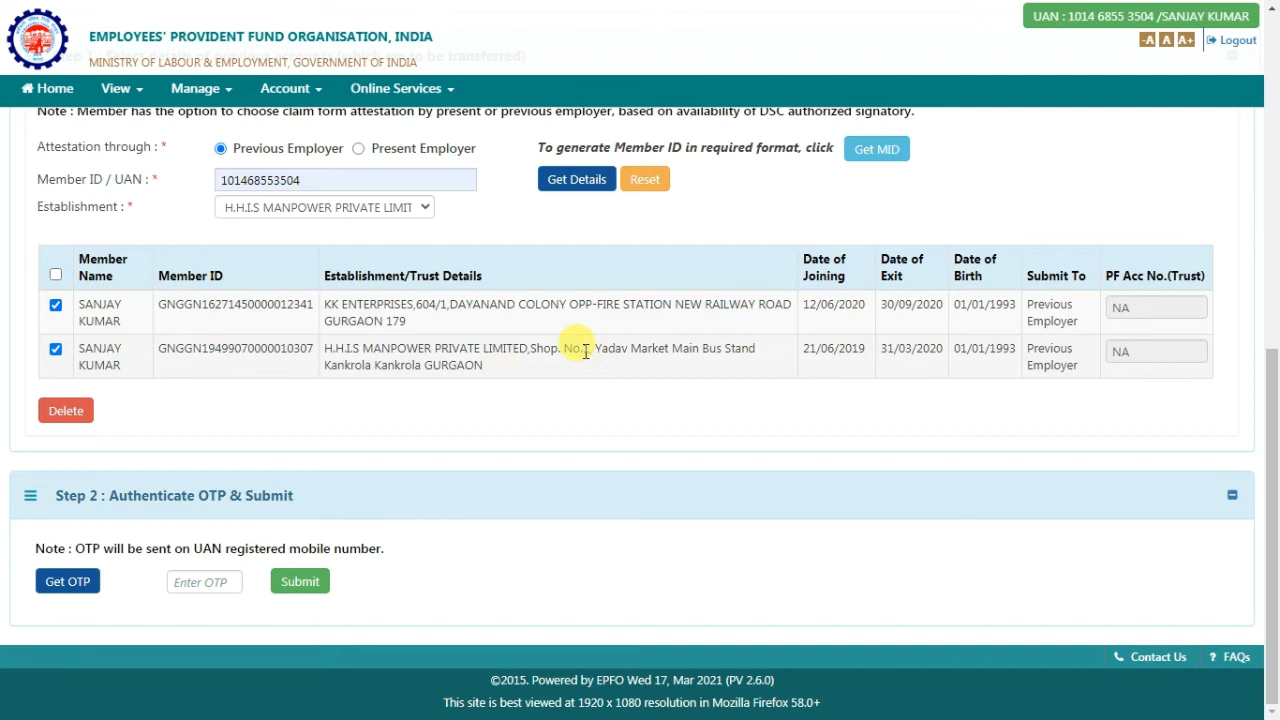 UAN : 1014 6855 3504 /SANJAY KUMAR
EMPLOYEES' PROVIDENT FUND ORGANISATION, INDIA
MINISTRY OF LABOUR & EMPLOYMENT, GOVERNMENT OF INDIA
-A A A+ Logout
Home View Manage Account Online Services
Note : Member has the option to choose claim form attestation by present or previous employer, based on availability of DSC authorized signatory.
Attestation through : * Previous Employer Present Employer To generate Member ID in required format, click Get MID
Member ID / UAN : * 101468553504 Get Details Reset
Establishment : * H.H.I.S MANPOWER PRIVATE LIMIT
Member Name Member ID Establishment/Trust Details Date of Joining Date of Exit Date of Birth Submit To PF Acc No.(Trust)
SANJAY KUMAR GNGGN16271450000012341 KK ENTERPRISES,604/1,DAYANAND COLONY OPP-FIRE STATION NEW RAILWAY ROAD GURGAON 179 12/06/2020 30/09/2020 01/01/1993 Previous Employer NA
SANJAY KUMAR GNGGN19499070000010307 H.H.I.S MANPOWER PRIVATE LIMITED,Shop. Yadav Market Main Bus Stand Kankrola Kankrola GURGAON 21/06/2019 31/03/2020 01/01/1993 Previous Employer NA
Delete
Step 2 : Authenticate OTP & Submit
Note : OTP will be sent on UAN registered mobile number.
Get OTP Enter OTP Submit
Contact Us ? FAQs
©2015. Powered by EPFO Wed 17, Mar 2021 (PV 2.6.0)
This site is best viewed at 1920 x 1080 resolution in Mozilla Firefox 58.0+